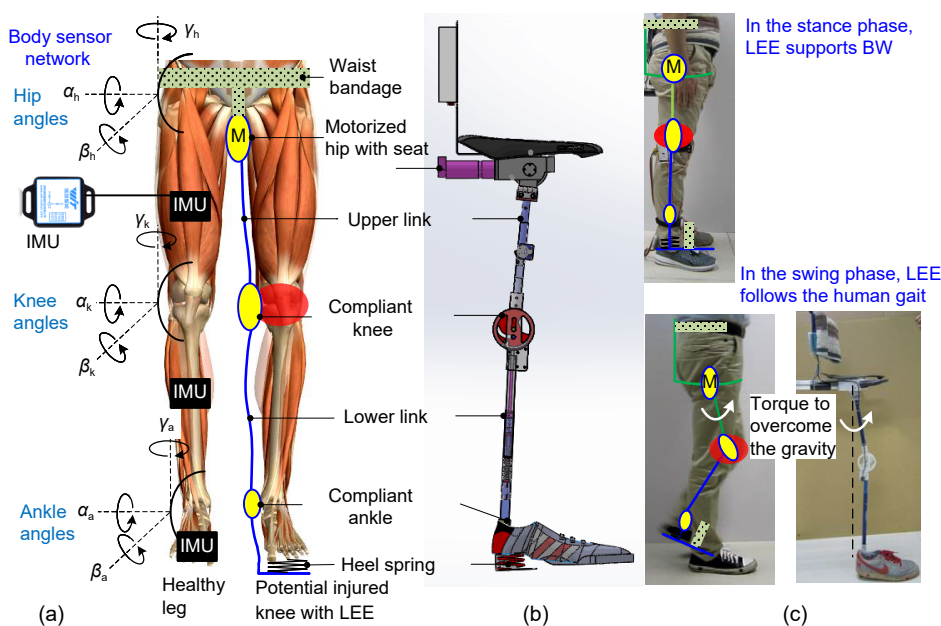 Body sensor
network
γh
αh
βh
Hip
angles
IMU
γk
αk
βk
Knee
angles
γa
αa
βa
Ankle
angles
M
IMU
IMU
IMU
Healthy
leg
Potential injured
knee with LEE
Waist
bandage
Motorized
hip with seat
Upper link
Compliant
knee
Lower link
Compliant
ankle
Heel spring
M
In the stance phase,
LEE supports BW
In the swing phase, LEE
follows the human gait
M
Torque to
overcome
the gravity
(a)
(b)
(c)